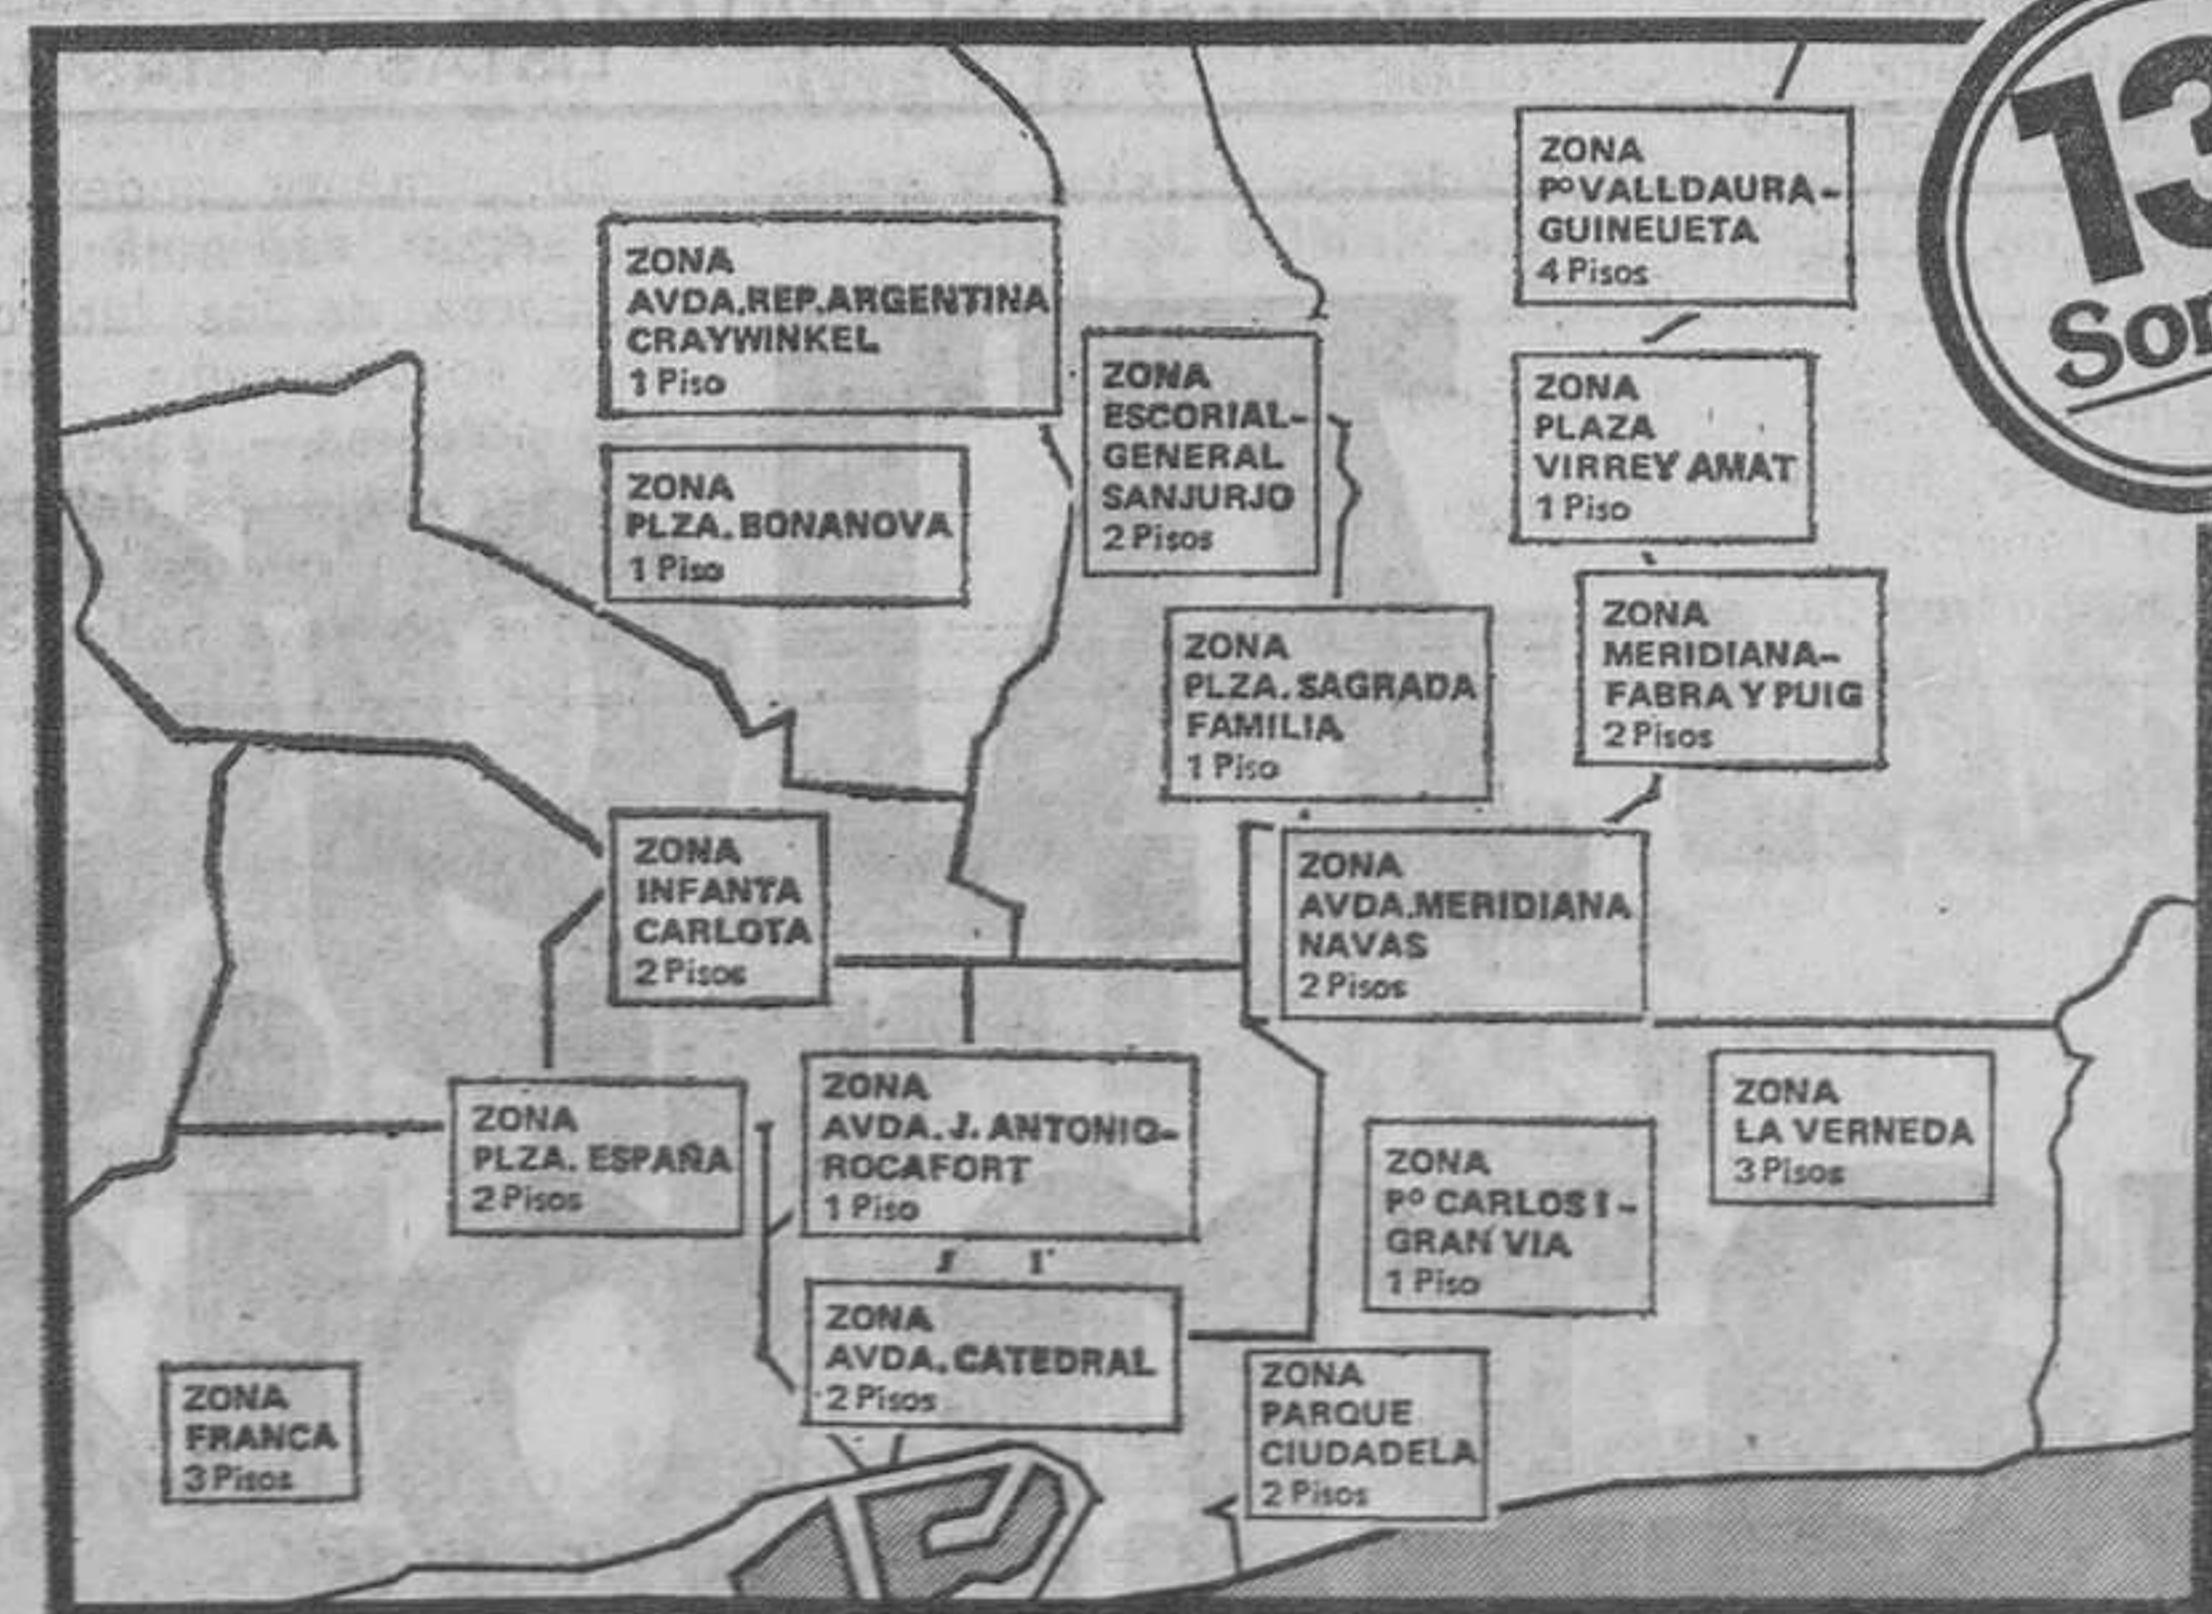 13
ZONA
Pº VALLDAURA-
GUINEUETA
4 Pisos
ZONA
AVDA. REP. ARGENTINA
CRAYWINKEL
1 Piso
ZONA
ESCORIAL-
GENERAL
SANJURJO
2 Pisos
ZONA
PLAZA
VIRREY AMAT
1 Piso
ZONA
PLZA. BONANOVA
1 Piso
ZONA
PLZA. SAGRADA
FAMILIA
1 Piso
ZONA
MERIDIANA-
FABRA Y PUIG
2 Pisos
ZONA
INFANTA
CARLOTA
2 Pisos
ZONA
AVDA. MERIDIANA
NAVAS
2 Pisos
ZONA
PLZA. ESPAÑA
2 Pisos
ZONA
AVDA. J. ANTONIO-
ROCAFORT
1 Piso
ZONA
Pº CARLOS I-
GRAN VIA
1 Piso
ZONA
LA VERNEDA
3 Pisos
ZONA
AVDA. CATEDRAL
2 Pisos
ZONA
FRANCA
3 Pisos
ZONA
PARQUE
CIUDADELA
2 Pisos